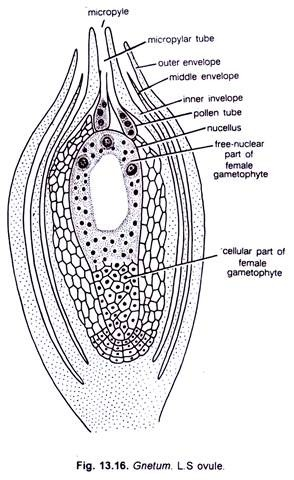 micropyle
micropylar tube
outer envelope
middle envelope
inner invelope
pollen tube
nucellus
free-nuclear
part of
female
gametophyte
cellular part of
female
gametophyte
Fig. 13.16. Gnetum. L.S ovule.